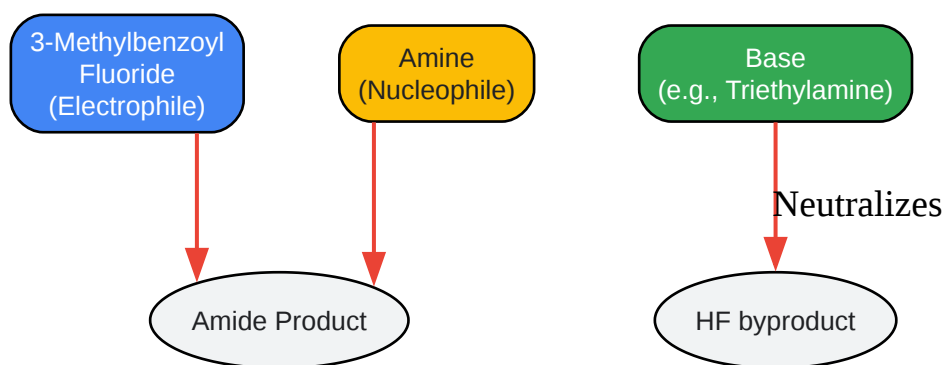 3-Methylbenzoyl
Fluoride
(Electrophile)
Amine
(Nucleophile)
Base
(e.g., Triethylamine)
Neutralizes
Amide Product
HF byproduct